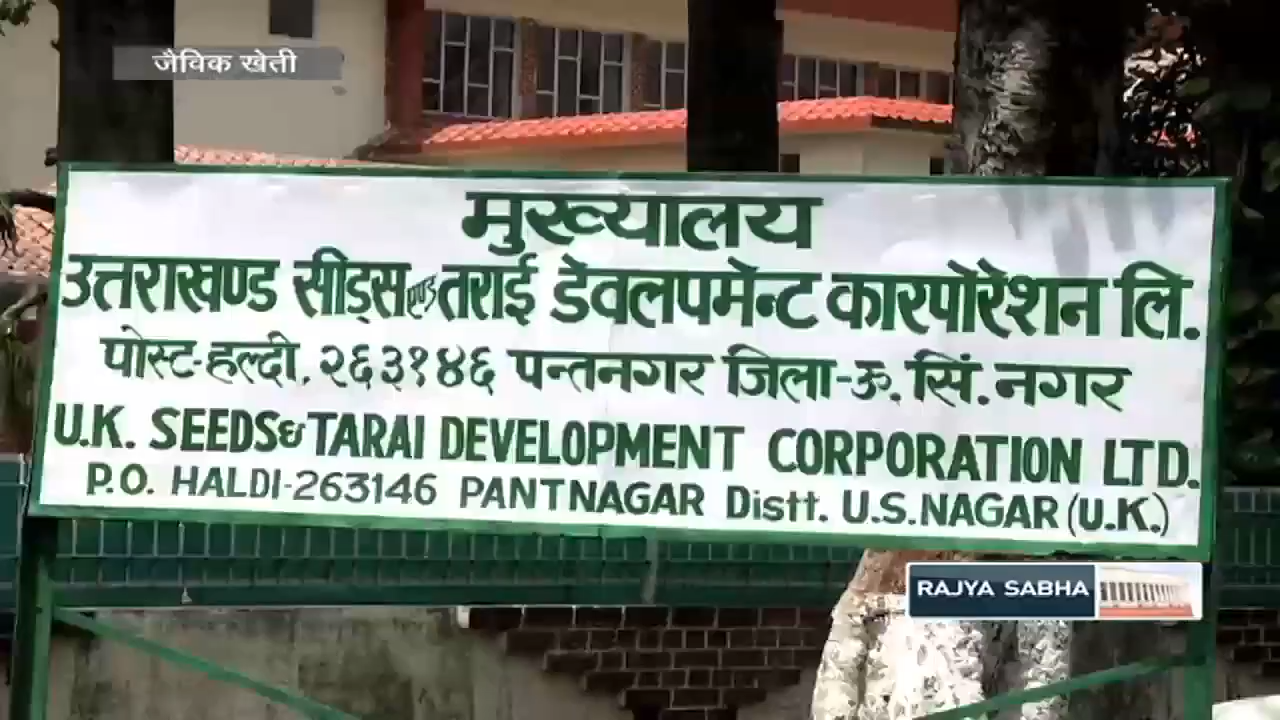 जैविक खेती
मुख्यालय
उत्तराखण्ड सीड्स एण्ड तराई डेवलपमेन्ट कारपोरेशन लि.
पोस्ट-हल्दी. २६३१४६ पन्तनगर जिला-ऊ. सिं. नगर
U.K. SEEDS & TARAI DEVELOPMENT CORPORATION LTD.
P.O. HALDI-263146 PANTNAGAR Distt. U.S.NAGAR (U.K.)
RAJYA SABHA